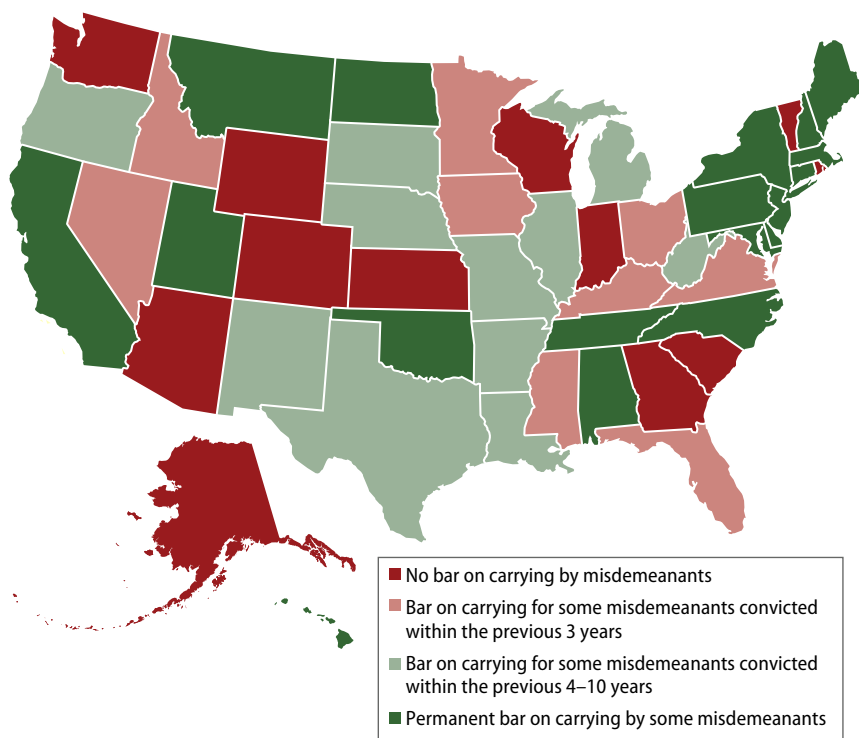 No bar on carrying by misdemeanants
Bar on carrying for some misdemeanants convicted
within the previous 3 years
Bar on carrying for some misdemeanants convicted
within the previous 4–10 years
Permanent bar on carrying by some misdemeanants